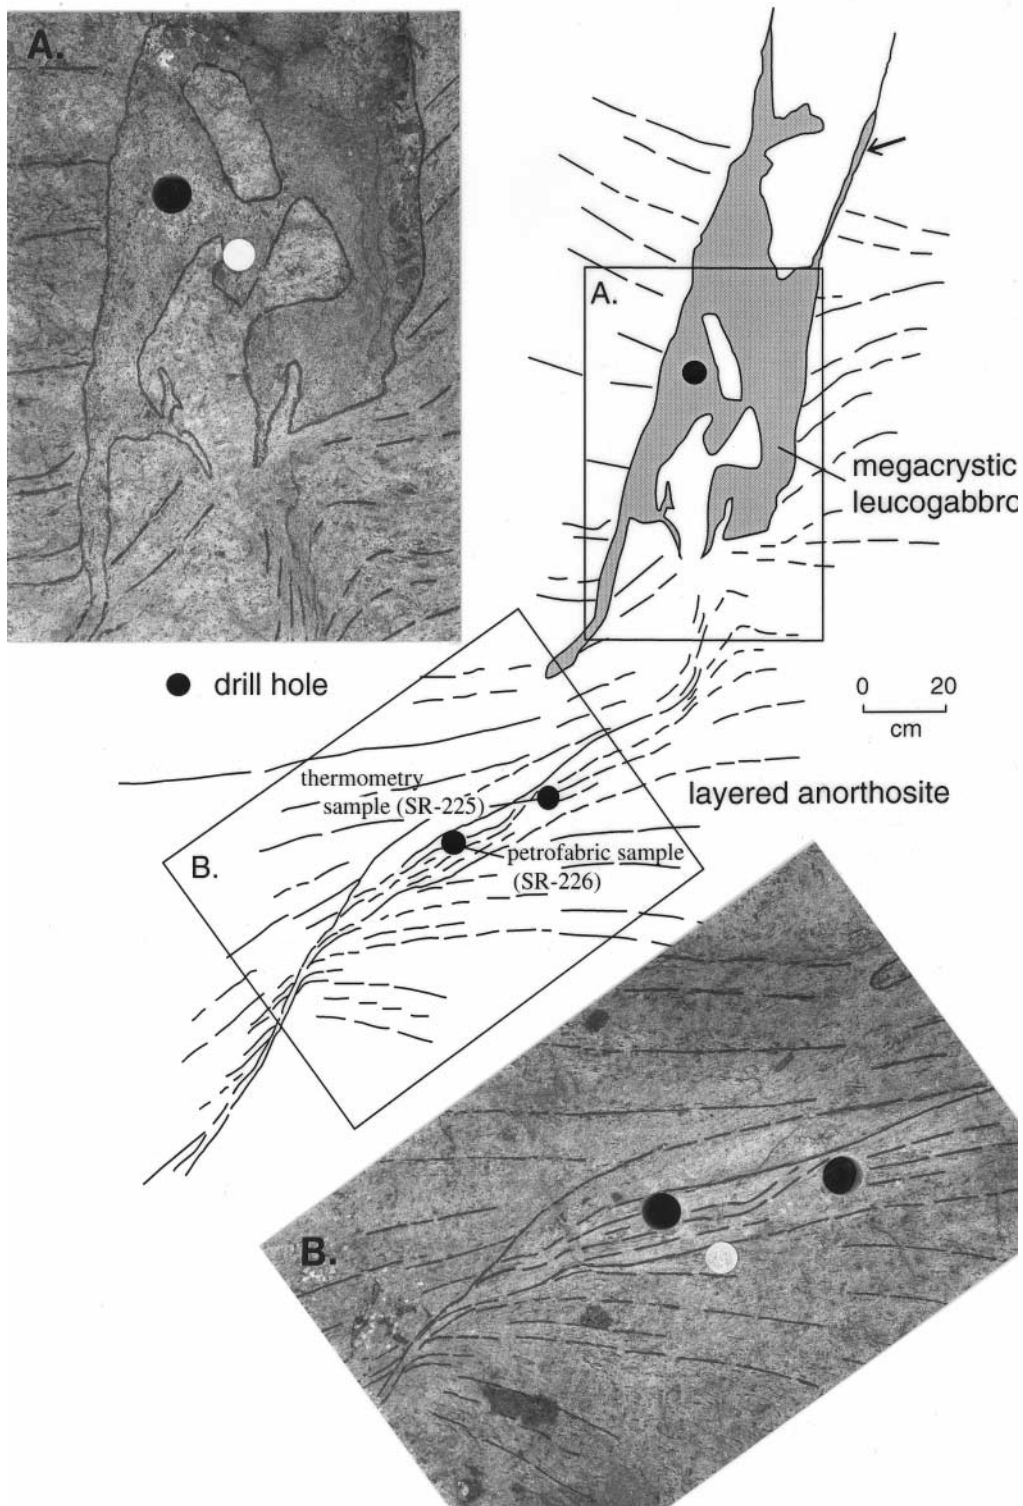 A.
A.
megacrystic
leucogabbro
drill hole
0 20
cm
thermometry
sample (SR-225)
layered anorthosite
B.
petrofabric sample
(SR-226)
B.